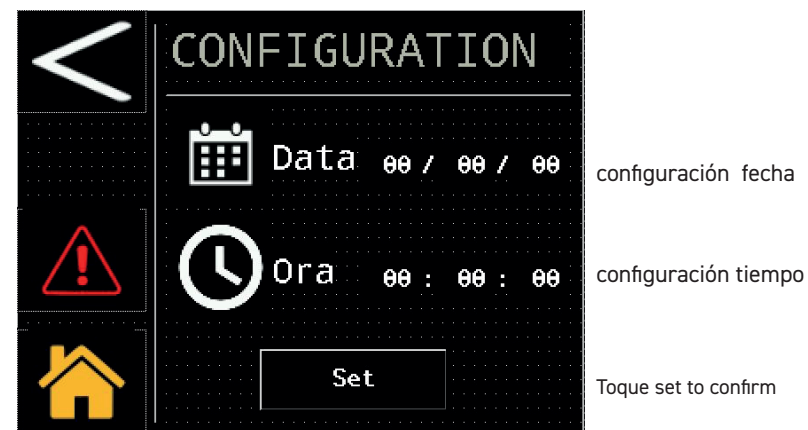 CONFIGURATION
Data 00 / 00 / 00
configuración fecha
Ora 00 : 00 : 00
configuración tiempo
Set
Toque set to confirm